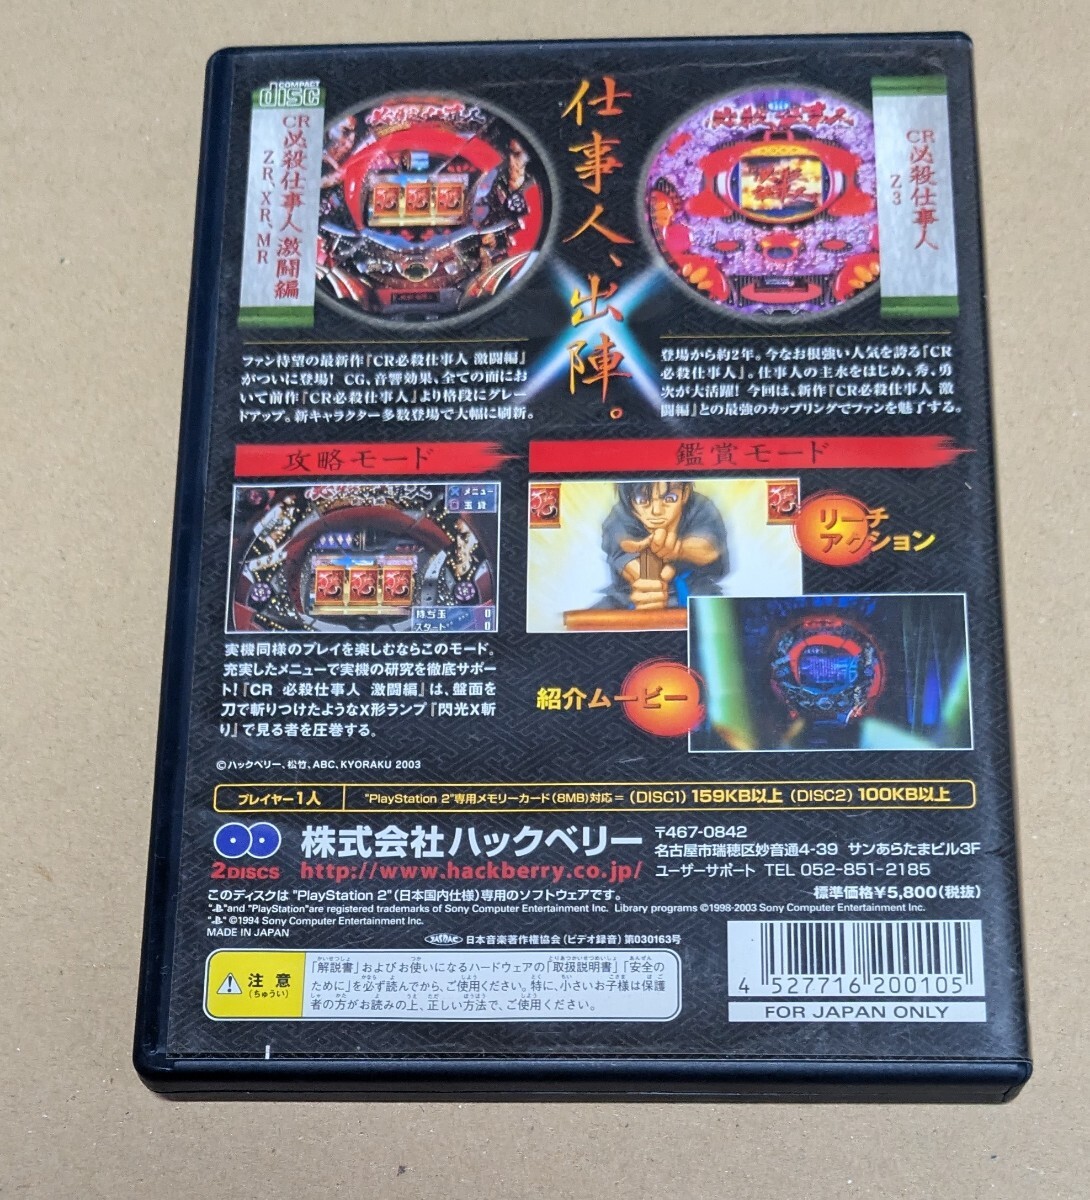 COMPACT
disc
CR必殺仕事人 激闘編
ZR、XR、MR
必殺仕事人
仕事人、出陣。
必殺仕事人
必殺
仕事人
CR必殺仕事人
Z3
ファン待望の最新作『CR必殺仕事人 激闘編』
がついに登場! CG、音響効果、全ての面にお
いて前作『CR必殺仕事人』より格段にグレー
ドアップ。新キャラクター多数登場で大幅に刷新。
登場から約2年。今なお根強い人気を誇る『CR
必殺仕事人』。仕事人の主水をはじめ、秀、勇
次が大活躍! 今回は、新作『CR必殺仕事人 激
闘編』との最強のカップリングでファンを魅了する。
攻略モード
必殺仕事人
メニュー
玉貸
持ち玉 0
スタート 0
実機同様のプレイを楽しむならこのモード。
充実したメニューで実機の研究を徹底サポー
ト!『CR 必殺仕事人 激闘編』は、盤面を
刀で斬りつけたようなX形ランプ『閃光X斬
り』で見る者を圧巻する。
鑑賞モード
リーチ
アクション
紹介ムービー
©ハックベリー、松竹、ABC、KYORAKU 2003
プレイヤー1人
"PlayStation 2"専用メモリーカード(8MB)対応=(DISC1) 159KB以上 (DISC2) 100KB以上
2DISCS
株式会社ハックベリー
http://www.hackberry.co.jp/
〒467-0842
名古屋市瑞穂区妙音通4-39 サンあらたまビル3F
ユーザーサポート TEL 052-851-2185
このディスクは "PlayStation 2"(日本国内仕様)専用のソフトウェアです。
標準価格¥5,800(税抜)
" "and "PlayStation"are registered trademarks of Sony Computer Entertainment Inc. Library programs ©1998-2003 Sony Computer Entertainment Inc.
" " ©1994 Sony Computer Entertainment Inc.
MADE IN JAPAN
JASRAC 日本音楽著作権協会(ビデオ録音) 第030163号
注意
(ちゅうい)
「解説書」およびお使いになるハードウェアの「取扱説明書」「安全の
ために」を必ず読んでから、ご使用ください。特に、小さいお子様は保護
者の方がお読みの上、正しい方法で、ご使用ください。
4 527716 200105
FOR JAPAN ONLY